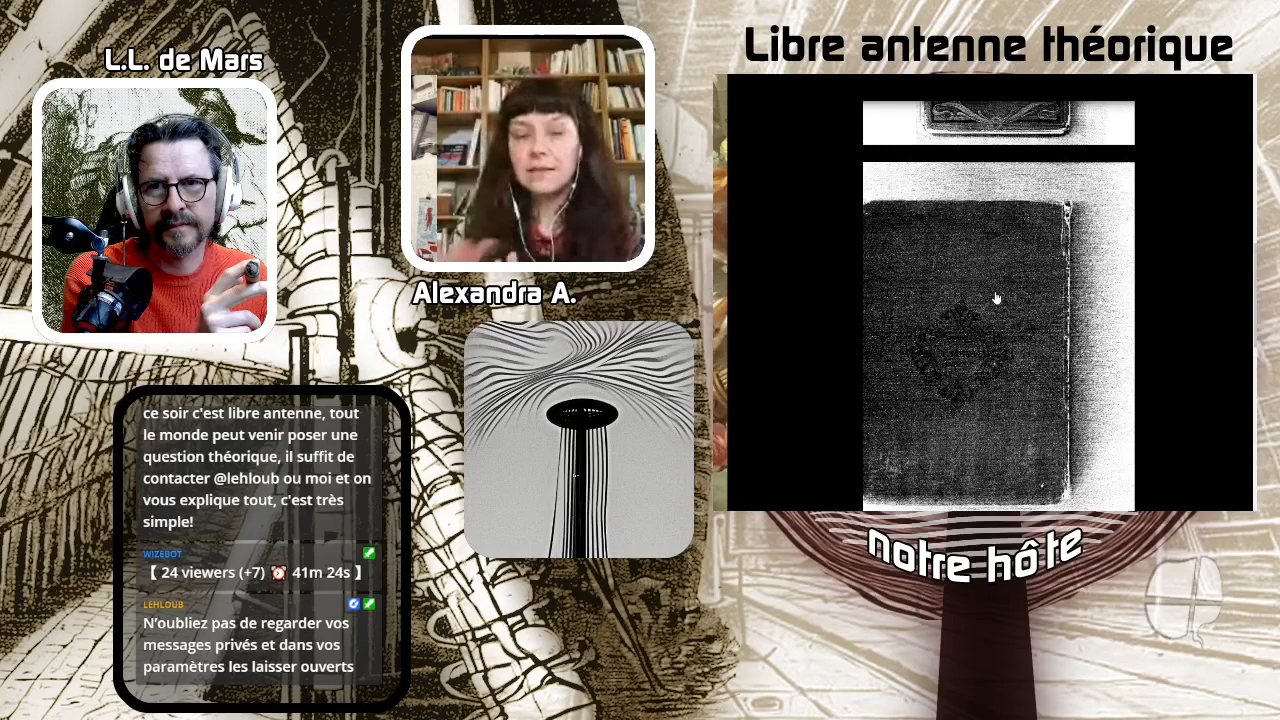 L.L. de Mars
Libre antenne théorique
Alexandra A.
ce soir c'est libre antenne, tout
le monde peut venir poser une
question théorique, il suffit de
contacter @lehloub ou moi et on
vous explique tout, c'est très
simple!
WIZEBOT
【 24 viewers (+7) ⏰ 41m 24s 】
LEHLOUB
N'oubliez pas de regarder vos
messages privés et dans vos
paramètres les laisser ouverts
notre hôte